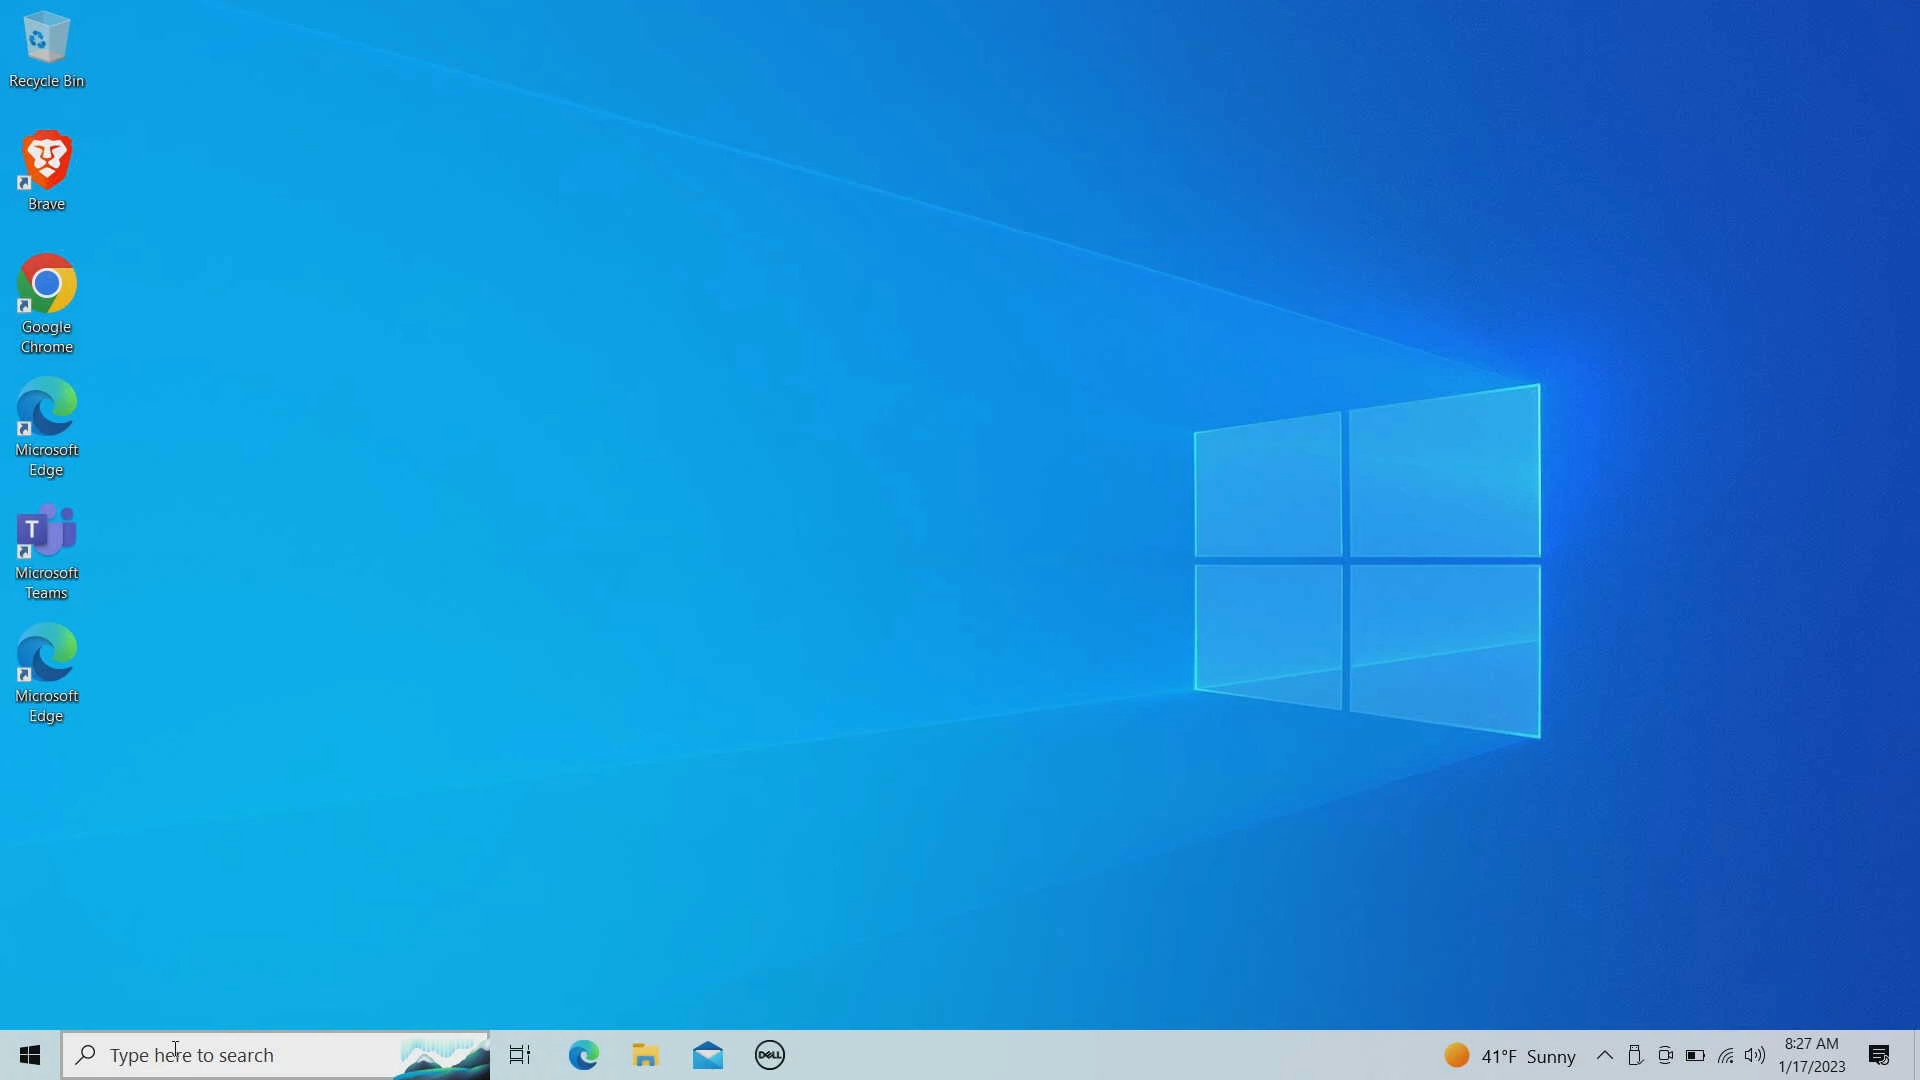 Recycle Bin
Brave
Google
Chrome
Microsoft
Edge
T
Microsoft
Teams
Microsoft
Edge
Type here to search
DELL
41°F Sunny
8:27 AM
1/17/2023